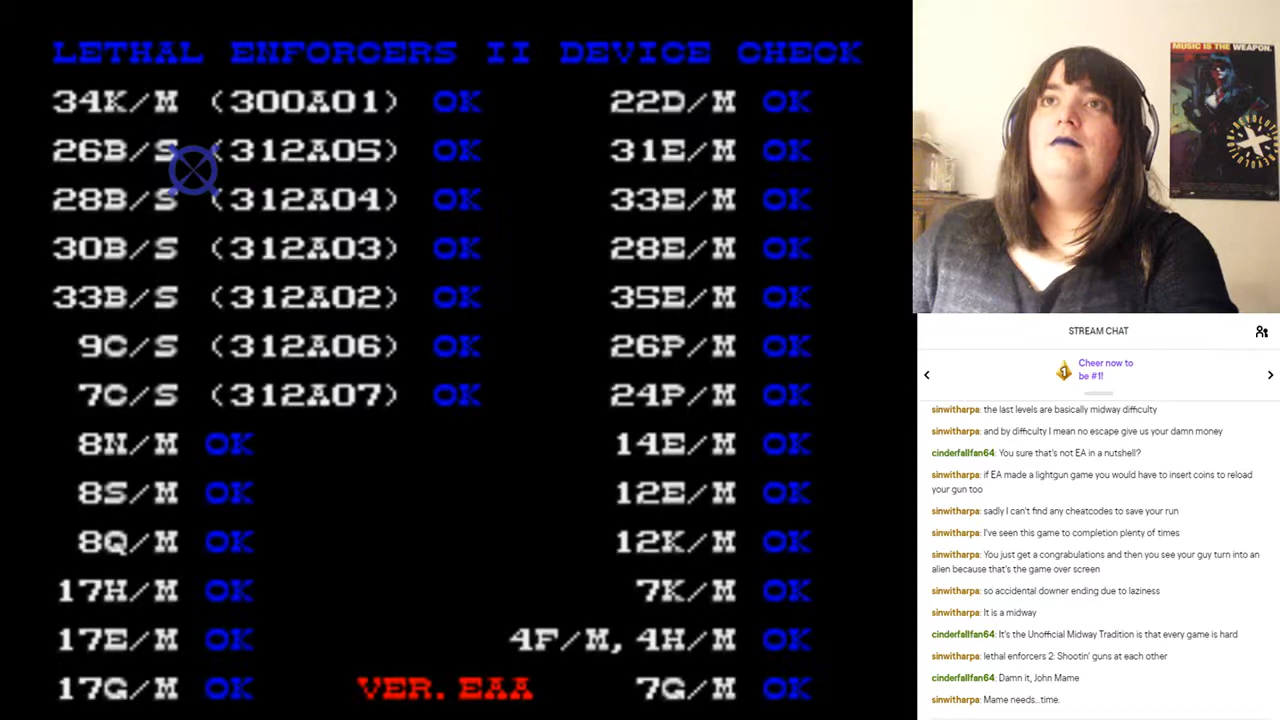 LETHAL ENFORCERS II DEVICE CHECK
34K/M (300A01) OK 22D/M OK
26B/S (312A05) OK 31E/M OK
28B/S (312A04) OK 33E/M OK
30B/S (312A03) OK 28E/M OK
33B/S (312A02) OK 35E/M OK
9C/S (312A06) OK 26P/M OK
7C/S (312A07) OK 24P/M OK
8N/M OK 14E/M OK
8S/M OK 12E/M OK
8Q/M OK 12K/M OK
17H/M OK 7K/M OK
17E/M OK 4F/M, 4H/M OK
17G/M OK VER. EAA 7G/M OK
MUSIC IS THE WEAPON.
REVOLUTION
STREAM CHAT
Cheer now to
be #1!
sinwitharpa: the last levels are basically midway difficulty
sinwitharpa: and by difficulty I mean no escape give us your damn money
cinderfallfan64: You sure that's not EA in a nutshell?
sinwitharpa: if EA made a lightgun game you would have to insert coins to reload
your gun too
sinwitharpa: sadly I can't find any cheatcodes to save your run
sinwitharpa: I've seen this game to completion plenty of times
sinwitharpa: You just get a congrabulations and then you see your guy turn into an
alien because that's the game over screen
sinwitharpa: so accidental downer ending due to laziness
sinwitharpa: It is a midway
cinderfallfan64: It's the Unofficial Midway Tradition is that every game is hard
sinwitharpa: lethal enforcers 2: Shootin' guns at each other
cinderfallfan64: Damn it, John Mame
sinwitharpa: Mame needs...time.